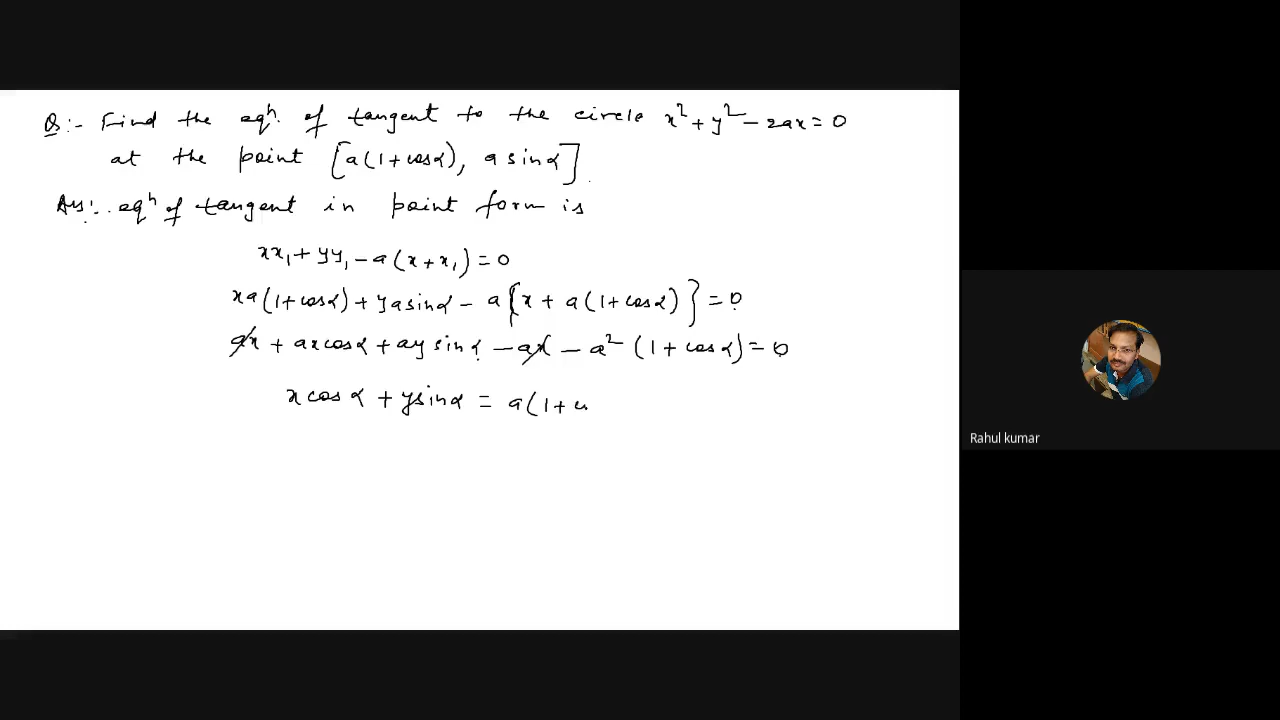 Q:- Find the eqn. of tangent to the circle x²+y²-2ax=0
at the point [a(1+cosα), a sinα].
Ans:- eqn of tangent in point form is
xx₁+yy₁-a(x+x₁)=0
xa(1+cosα)+ya sinα-a{x+a(1+cosα)}=0
ax+ax cosα+ay sinα-ax-a²(1+cosα)=0
x cosα+y sinα=a(1+c
Rahul kumar